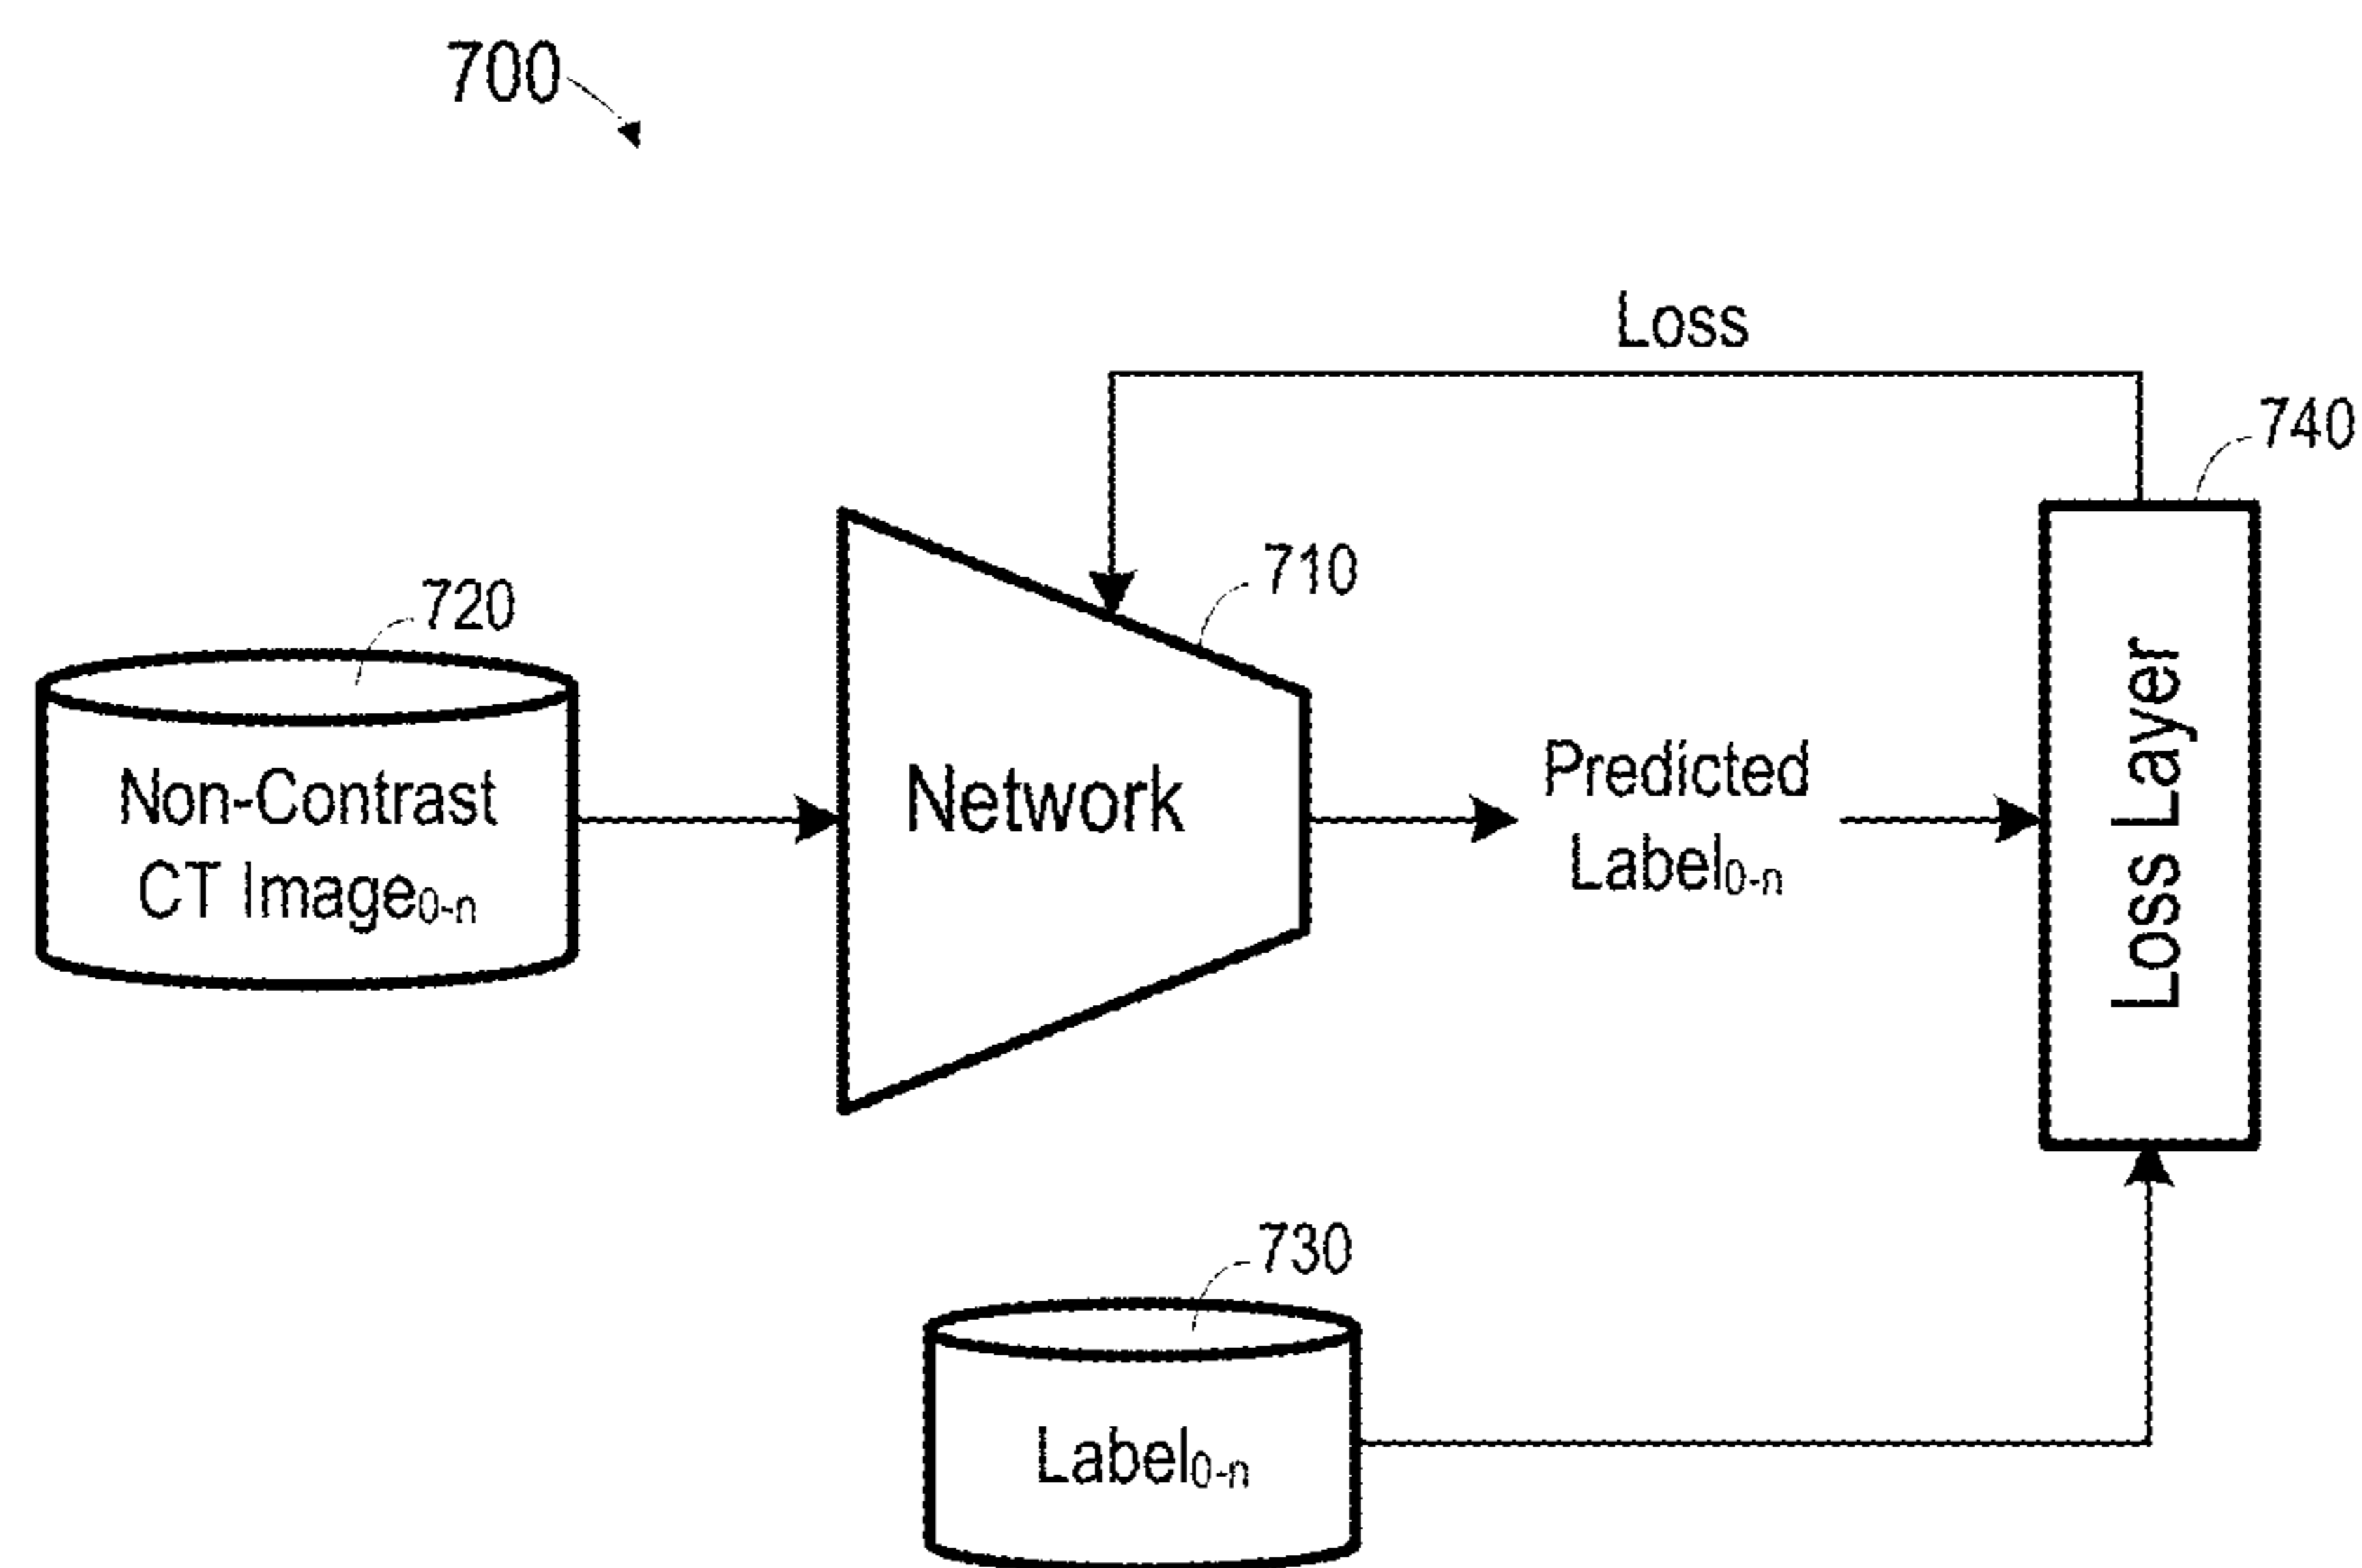 700
Loss
740
710
720
Non-Contrast
CT Image0-n
Network
Predicted
Label0-n
Loss Layer
730
Label0-n